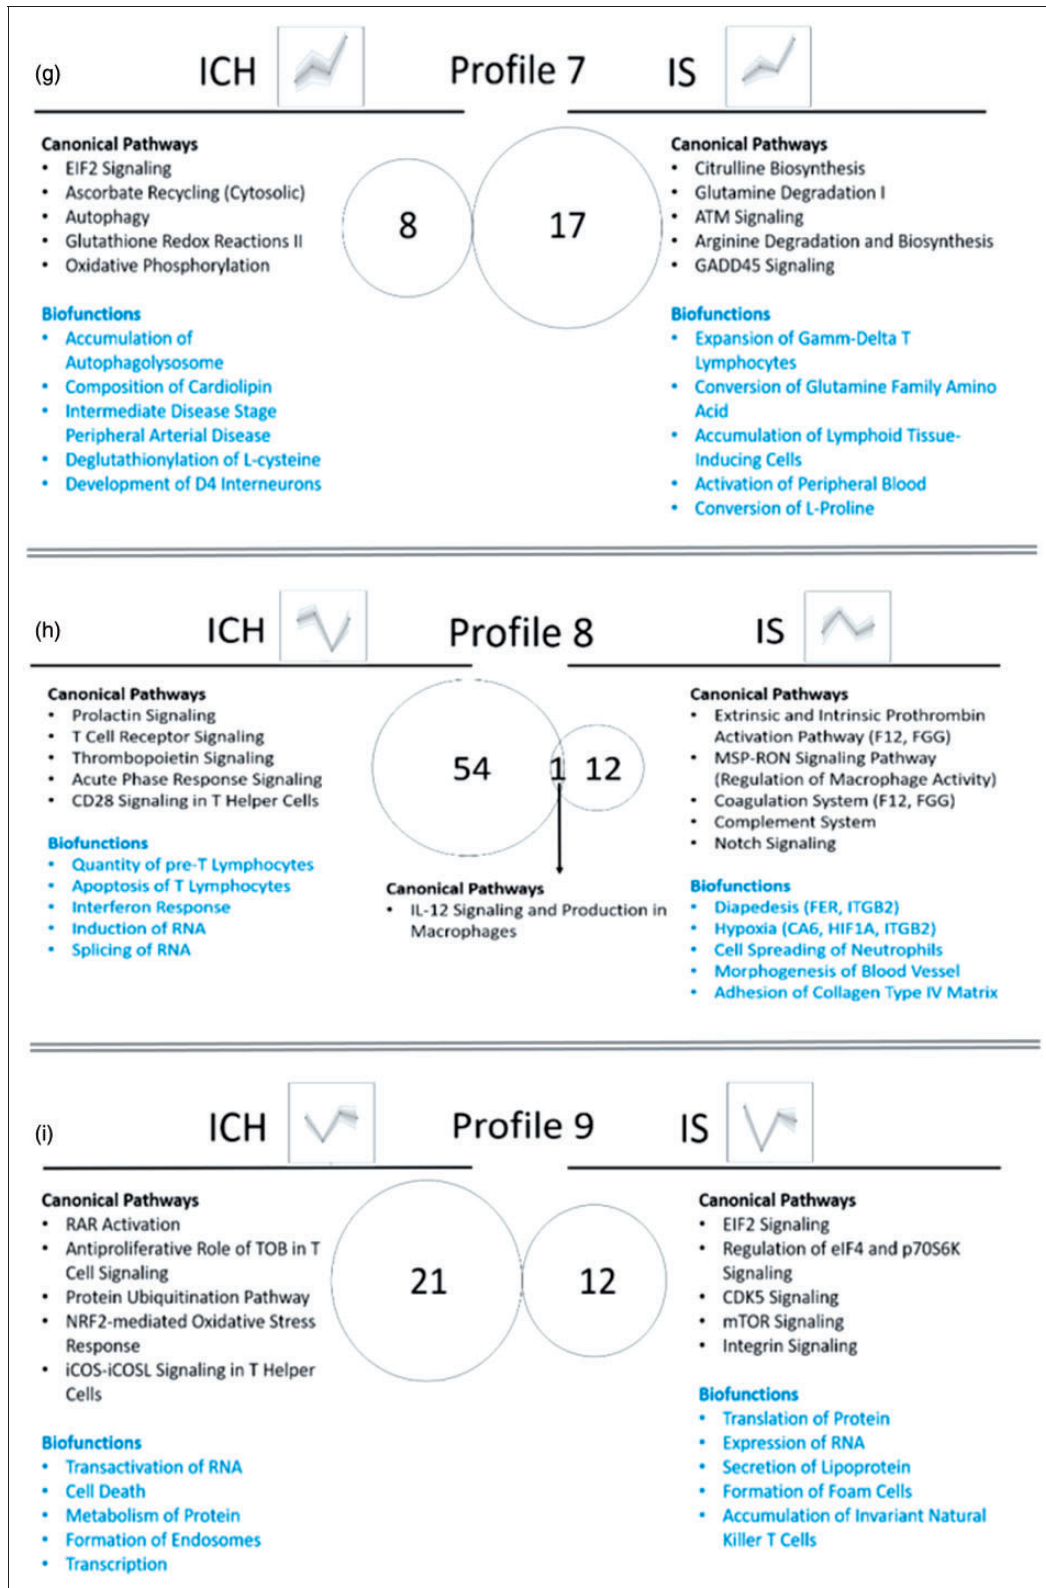 (g)
ICH
Profile 7
IS
Canonical Pathways
• EIF2 Signaling
• Ascorbate Recycling (Cytosolic)
• Autophagy
• Glutathione Redox Reactions II
• Oxidative Phosphorylation
Biofunctions
• Accumulation of
Autophagolysosome
• Composition of Cardiolipin
• Intermediate Disease Stage
Peripheral Arterial Disease
• Deglutathionylation of L-cysteine
• Development of D4 Interneurons
8
17
Canonical Pathways
• Citrulline Biosynthesis
• Glutamine Degradation I
• ATM Signaling
• Arginine Degradation and Biosynthesis
• GADD45 Signaling
Biofunctions
• Expansion of Gamm-Delta T
Lymphocytes
• Conversion of Glutamine Family Amino
Acid
• Accumulation of Lymphoid Tissue-
Inducing Cells
• Activation of Peripheral Blood
• Conversion of L-Proline
(h)
ICH
Profile 8
IS
Canonical Pathways
• Prolactin Signaling
• T Cell Receptor Signaling
• Thrombopoietin Signaling
• Acute Phase Response Signaling
• CD28 Signaling in T Helper Cells
Biofunctions
• Quantity of pre-T Lymphocytes
• Apoptosis of T Lymphocytes
• Interferon Response
• Induction of RNA
• Splicing of RNA
54
1
12
Canonical Pathways
• IL-12 Signaling and Production in
Macrophages
Canonical Pathways
• Extrinsic and Intrinsic Prothrombin
Activation Pathway (F12, FGG)
• MSP-RON Signaling Pathway
(Regulation of Macrophage Activity)
• Coagulation System (F12, FGG)
• Complement System
• Notch Signaling
Biofunctions
• Diapedesis (FER, ITGB2)
• Hypoxia (CA6, HIF1A, ITGB2)
• Cell Spreading of Neutrophils
• Morphogenesis of Blood Vessel
• Adhesion of Collagen Type IV Matrix
(i)
ICH
Profile 9
IS
Canonical Pathways
• RAR Activation
• Antiproliferative Role of TOB in T
Cell Signaling
• Protein Ubiquitination Pathway
• NRF2-mediated Oxidative Stress
Response
• iCOS-iCOSL Signaling in T Helper
Cells
Biofunctions
• Transactivation of RNA
• Cell Death
• Metabolism of Protein
• Formation of Endosomes
• Transcription
21
12
Canonical Pathways
• EIF2 Signaling
• Regulation of eIF4 and p70S6K
Signaling
• CDK5 Signaling
• mTOR Signaling
• Integrin Signaling
Biofunctions
• Translation of Protein
• Expression of RNA
• Secretion of Lipoprotein
• Formation of Foam Cells
• Accumulation of Invariant Natural
Killer T Cells